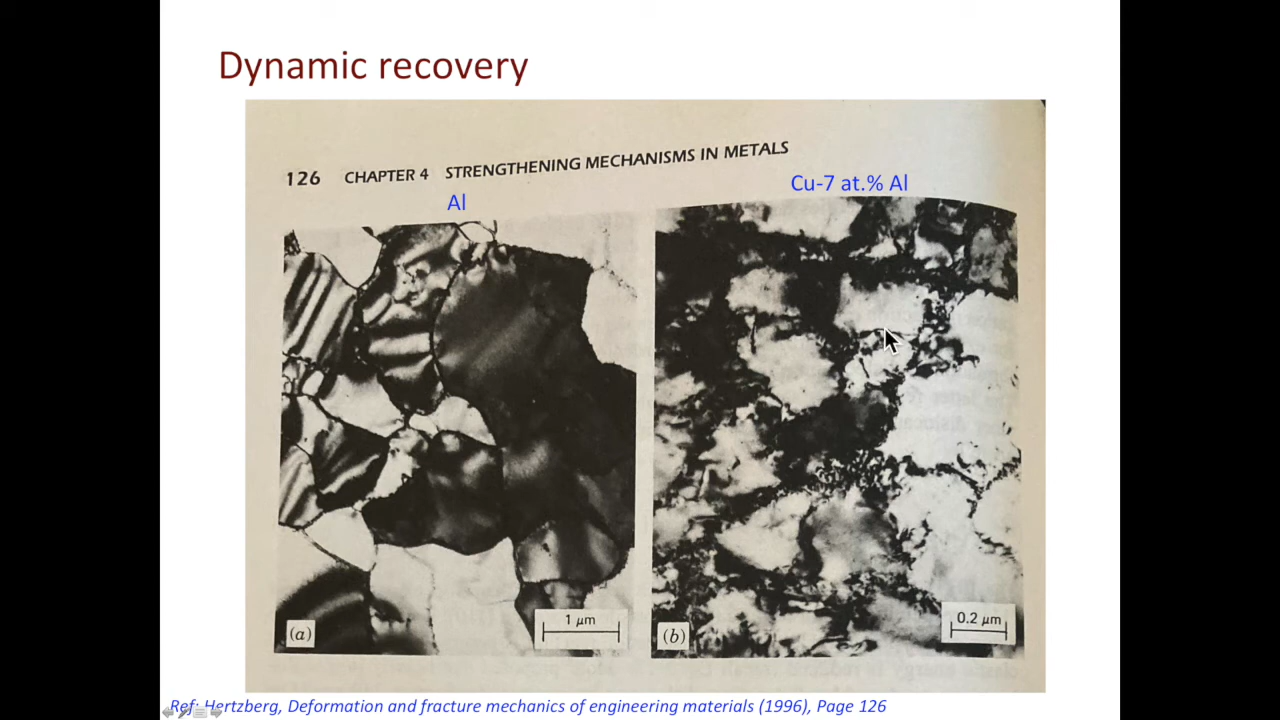 Dynamic recovery
126 CHAPTER 4 STRENGTHENING MECHANISMS IN METALS
Al
Cu-7 at.% Al
1 μm
0.2 μm
(a)
(b)
Ref: Hertzberg, Deformation and fracture mechanics of engineering materials (1996), Page 126